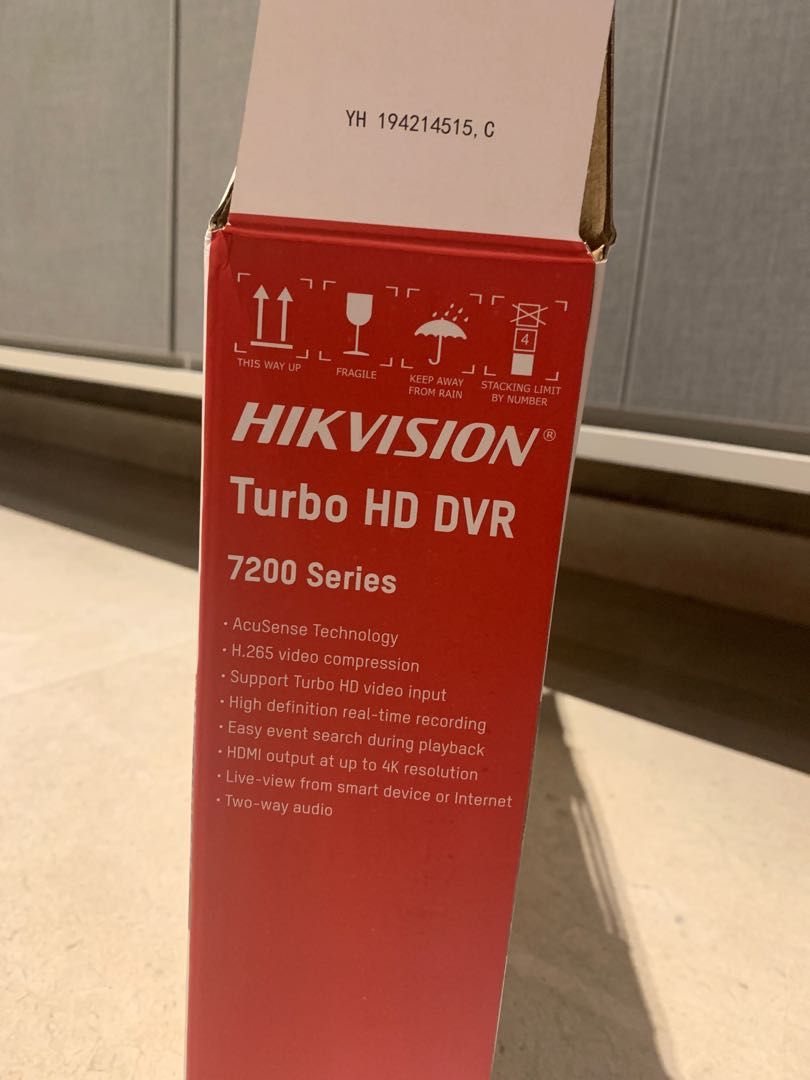 YH 194214515,C
THIS WAY UP
FRAGILE
KEEP AWAY
FROM RAIN
4
STACKING LIMIT
BY NUMBER
HIKVISION®
Turbo HD DVR
7200 Series
• AcuSense Technology
• H.265 video compression
• Support Turbo HD video input
• High definition real-time recording
• Easy event search during playback
• HDMI output at up to 4K resolution
• Live-view from smart device or Internet
• Two-way audio